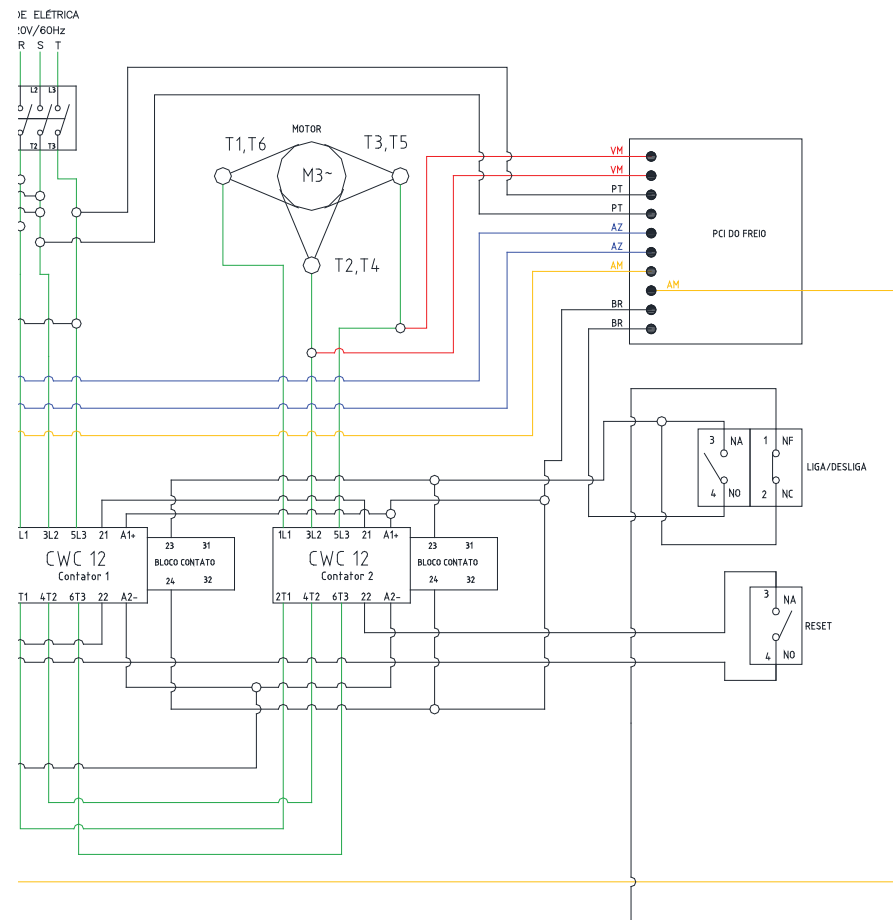 DE ELÉTRICA
20V/60Hz
R S T
L2 L3
T2 T3
MOTOR
T1,T6
T3,T5
M3~
T2,T4
VM
VM
PT
PT
AZ
AZ
AM
AM
BR
BR
PCI DO FREIO
3 NA
4 NO
1 NF
2 NC
LIGA/DESLIGA
L1 3L2 5L3 21 A1+
CWC 12
Contator 1
T1 4T2 6T3 22 A2-
23 31
BLOCO CONTATO
24 32
1L1 3L2 5L3 21 A1+
CWC 12
Contator 2
2T1 4T2 6T3 22 A2-
23 31
BLOCO CONTATO
24 32
3 NA
4 NO
RESET